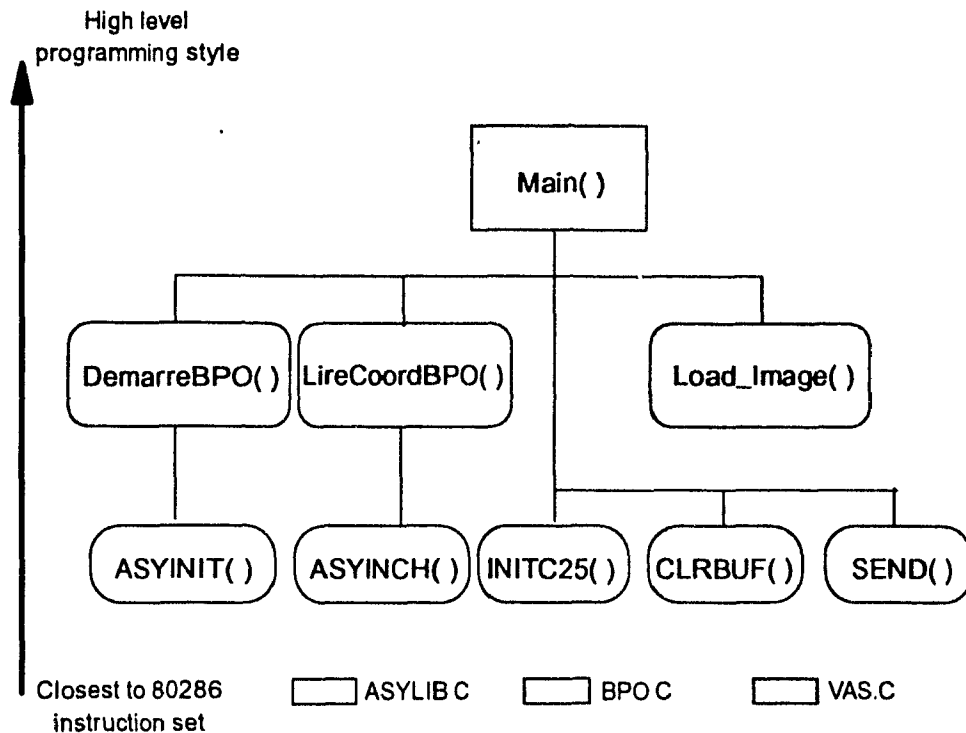 High level
programming style
Main( )
DemarreBPO( )
LireCoordBPO( )
Load_Image( )
ASYINIT( )
ASYINCH( )
INITC25( )
CLRBUF( )
SEND( )
Closest to 80286
instruction set
ASYLIB C
BPO C
VAS.C